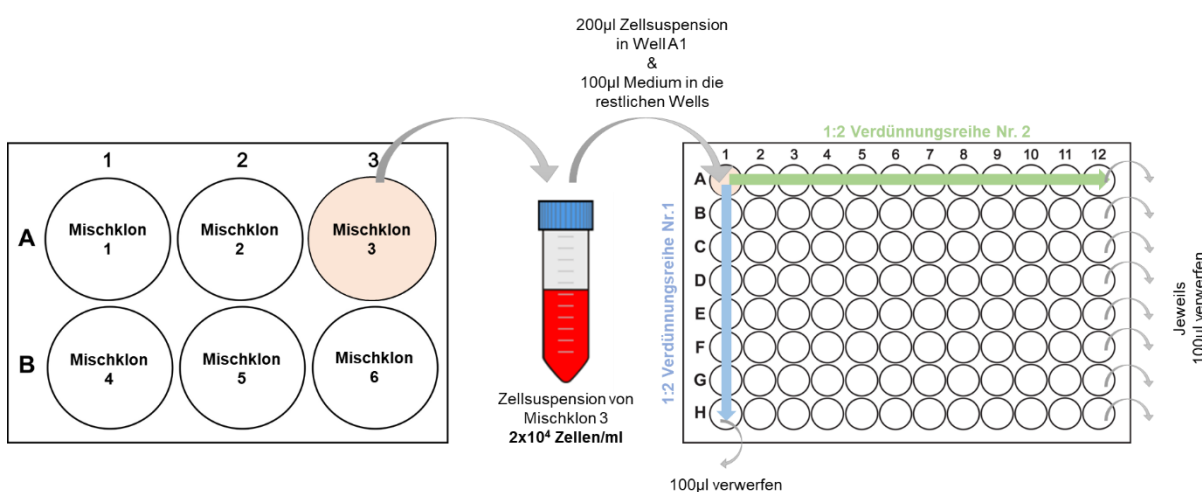 200µl Zellsuspension
in Well A1
&
100µl Medium in die
restlichen Wells
1 2 3
A
Mischklon
1
Mischklon
2
Mischklon
3
B
Mischklon
4
Mischklon
5
Mischklon
6
Zellsuspension von
Mischklon 3
2x10⁴ Zellen/ml
1:2 Verdünnungsreihe Nr. 2
1 2 3 4 5 6 7 8 9 10 11 12
A
B
C
D
E
F
G
H
1:2 Verdünnungsreihe Nr.1
Jeweils
100µl verwerfen
100µl verwerfen